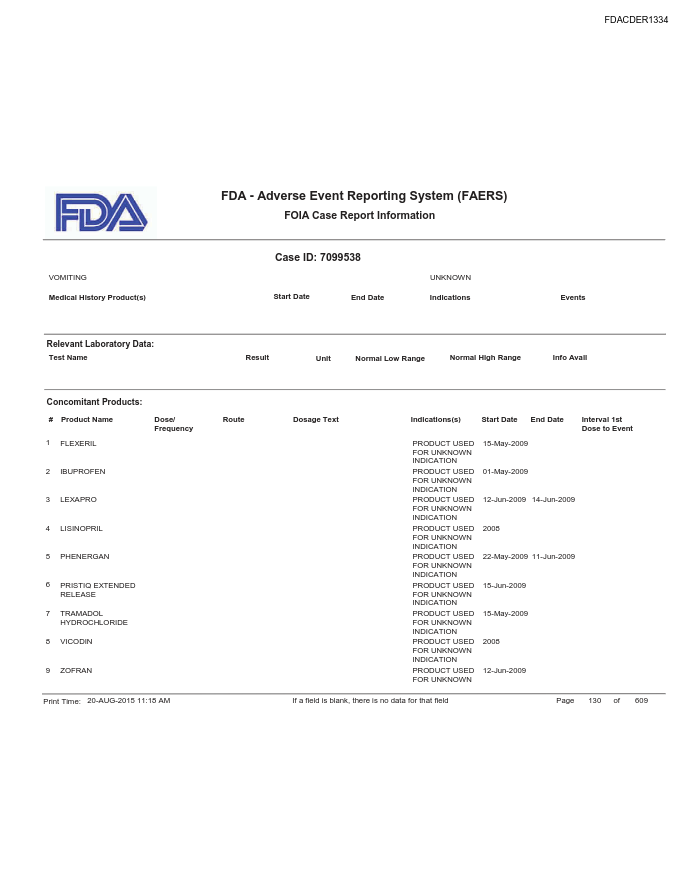 FDACDER1334
FDA
FDA - Adverse Event Reporting System (FAERS)
FOIA Case Report Information
Case ID: 7099538
VOMITING UNKNOWN
Medical History Product(s) Start Date End Date Indications Events
Relevant Laboratory Data:
Test Name Result Unit Normal Low Range Normal High Range Info Avail
Concomitant Products:
# Product Name Dose/ Route Dosage Text Indications(s) Start Date End Date Interval 1st
Frequency Dose to Event
1 FLEXERIL PRODUCT USED 15-May-2009
FOR UNKNOWN
INDICATION
2 IBUPROFEN PRODUCT USED 01-May-2009
FOR UNKNOWN
INDICATION
3 LEXAPRO PRODUCT USED 12-Jun-2009 14-Jun-2009
FOR UNKNOWN
INDICATION
4 LISINOPRIL PRODUCT USED 2008
FOR UNKNOWN
INDICATION
5 PHENERGAN PRODUCT USED 22-May-2009 11-Jun-2009
FOR UNKNOWN
INDICATION
6 PRISTIQ EXTENDED PRODUCT USED 15-Jun-2009
RELEASE FOR UNKNOWN
INDICATION
7 TRAMADOL PRODUCT USED 15-May-2009
HYDROCHLORIDE FOR UNKNOWN
INDICATION
8 VICODIN PRODUCT USED 2008
FOR UNKNOWN
INDICATION
9 ZOFRAN PRODUCT USED 12-Jun-2009
FOR UNKNOWN
Print Time: 20-AUG-2015 11:15 AM If a field is blank, there is no data for that field Page 130 of 609